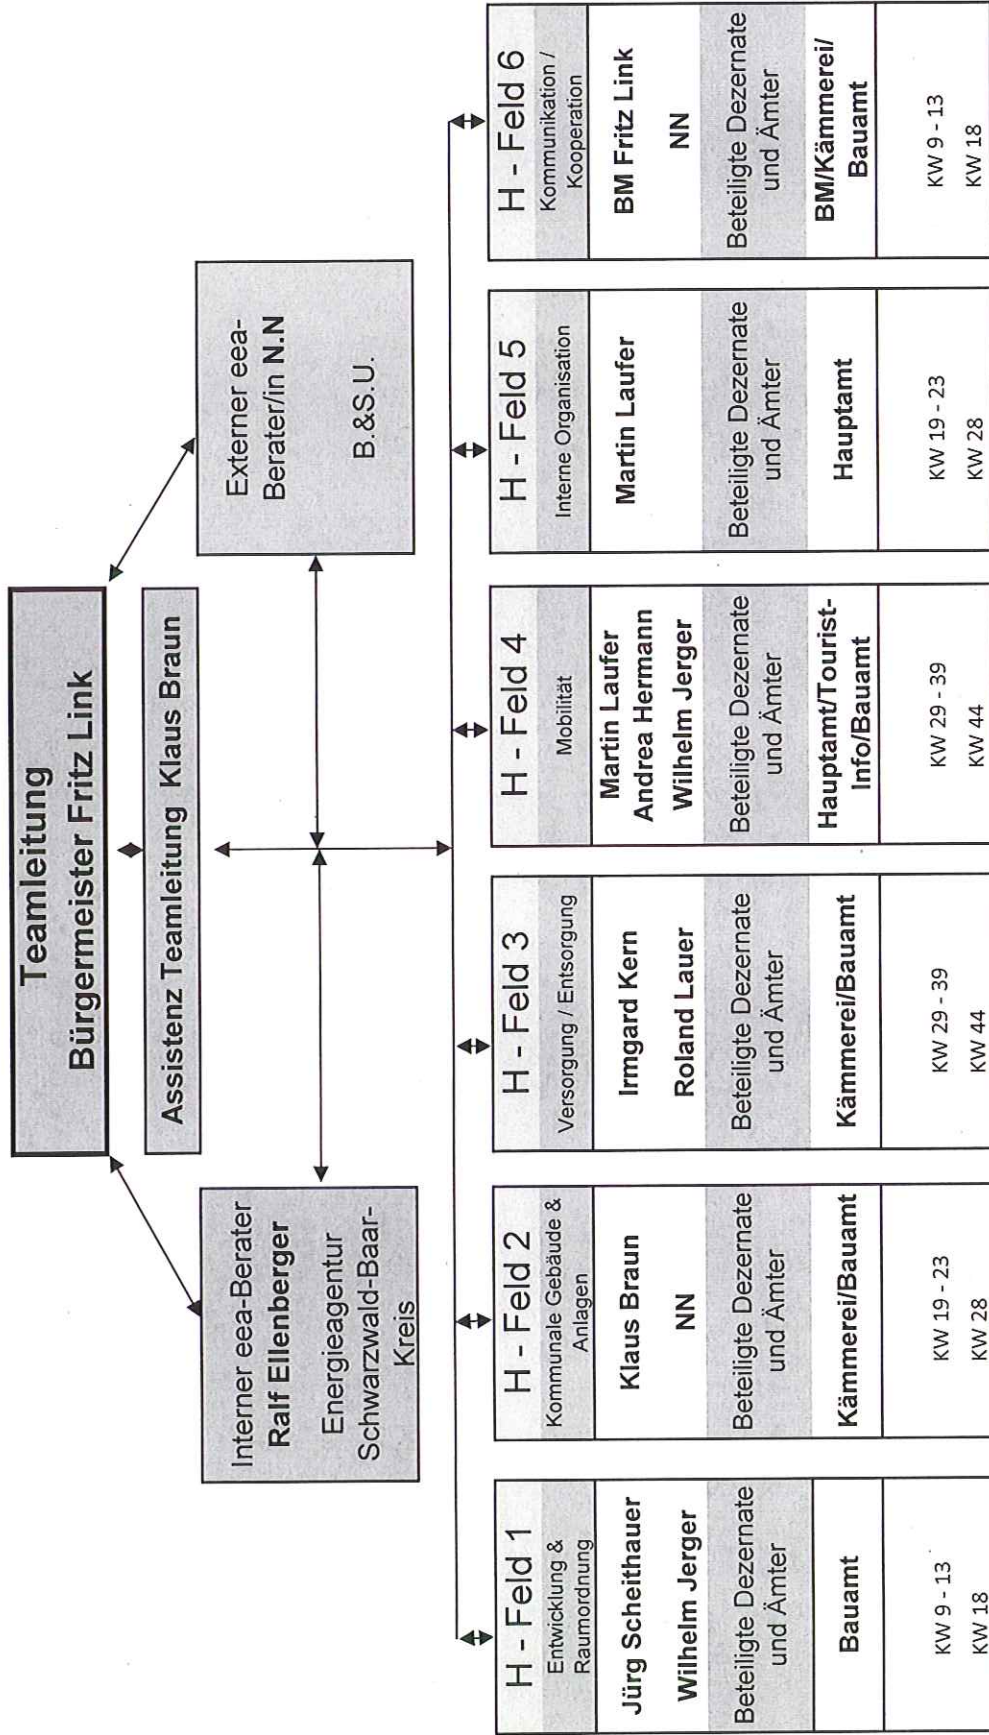 Teamleitung
Bürgermeister Fritz Link
Assistenz Teamleitung Klaus Braun
Interner eea-Berater
Ralf Ellenberger
Energieagentur
Schwarzwald-Baar-
Kreis
Externer eea-
Berater/in N.N
B.&S.U.
H - Feld 1
Entwicklung &
Raumordnung
Jürg Scheithauer
Wilhelm Jerger
Beteiligte Dezernate
und Ämter
Bauamt
KW 9 - 13
KW 18
H - Feld 2
Kommunale Gebäude &
Anlagen
Klaus Braun
NN
Beteiligte Dezernate
und Ämter
Kämmerei/Bauamt
KW 19 - 23
KW 28
H - Feld 3
Versorgung / Entsorgung
Irmgard Kern
Roland Lauer
Beteiligte Dezernate
und Ämter
Kämmerei/Bauamt
KW 29 - 39
KW 44
H - Feld 4
Mobilität
Martin Laufer
Andrea Hermann
Wilhelm Jerger
Beteiligte Dezernate
und Ämter
Hauptamt/Tourist-
Info/Bauamt
KW 29 - 39
KW 44
H - Feld 5
Interne Organisation
Martin Laufer
Beteiligte Dezernate
und Ämter
Hauptamt
KW 19 - 23
KW 28
H - Feld 6
Kommunikation /
Kooperation
BM Fritz Link
NN
Beteiligte Dezernate
und Ämter
BM/Kämmerei/
Bauamt
KW 9 - 13
KW 18